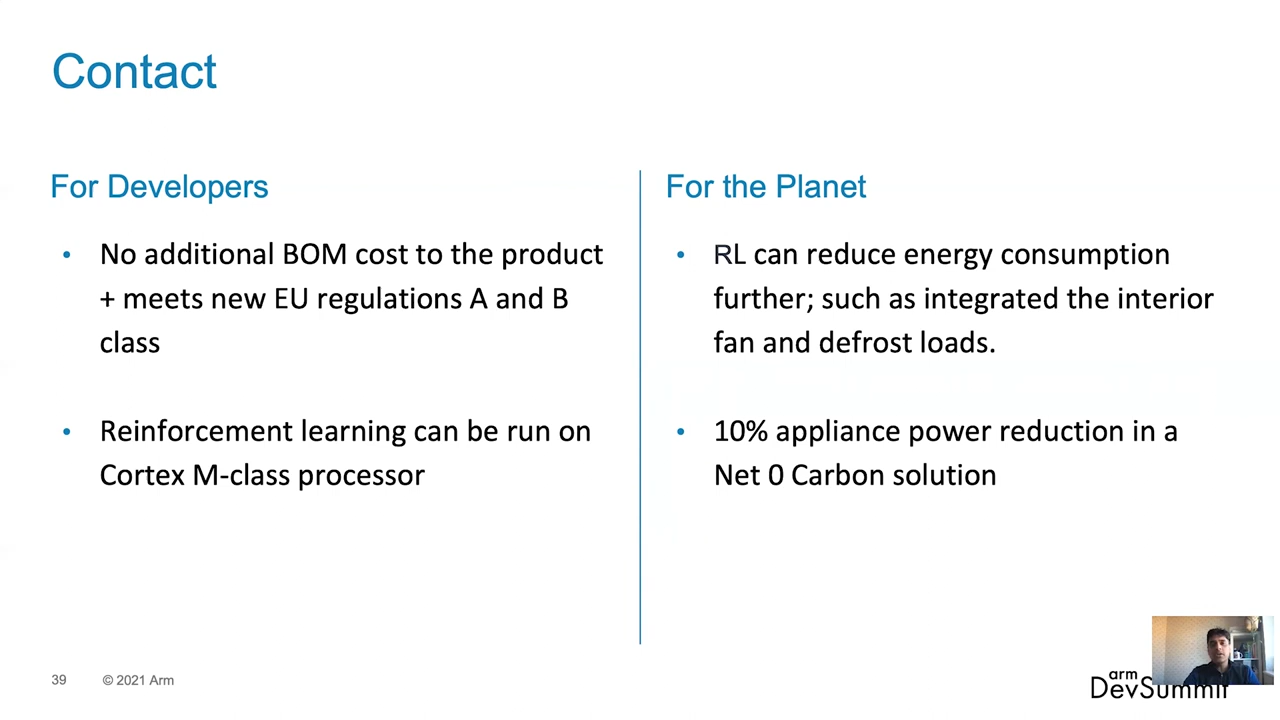 Contact
For Developers
• No additional BOM cost to the product
+ meets new EU regulations A and B
class
• Reinforcement learning can be run on
Cortex M-class processor
For the Planet
• RL can reduce energy consumption
further; such as integrated the interior
fan and defrost loads.
• 10% appliance power reduction in a
Net 0 Carbon solution
39 © 2021 Arm
arm
DevSummit